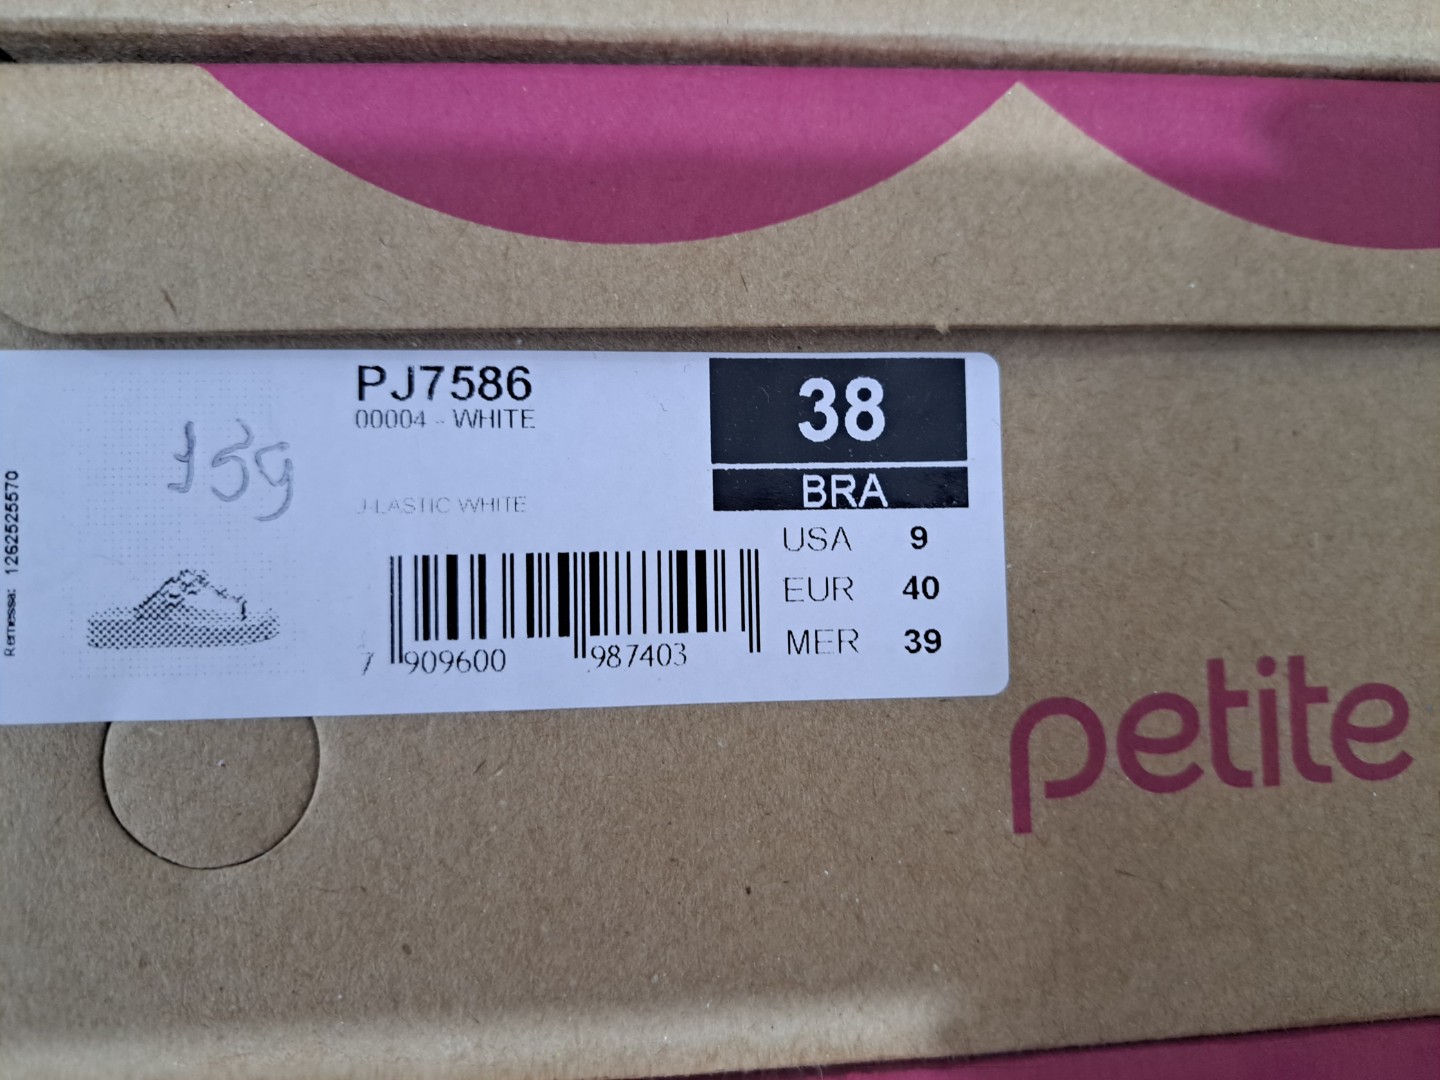 PJ7586
00004 - WHITE
J-LASTIC WHITE
38
BRA
USA 9
EUR 40
MER 39
7 909600 987403
Remessa: 1262525570
159
petite